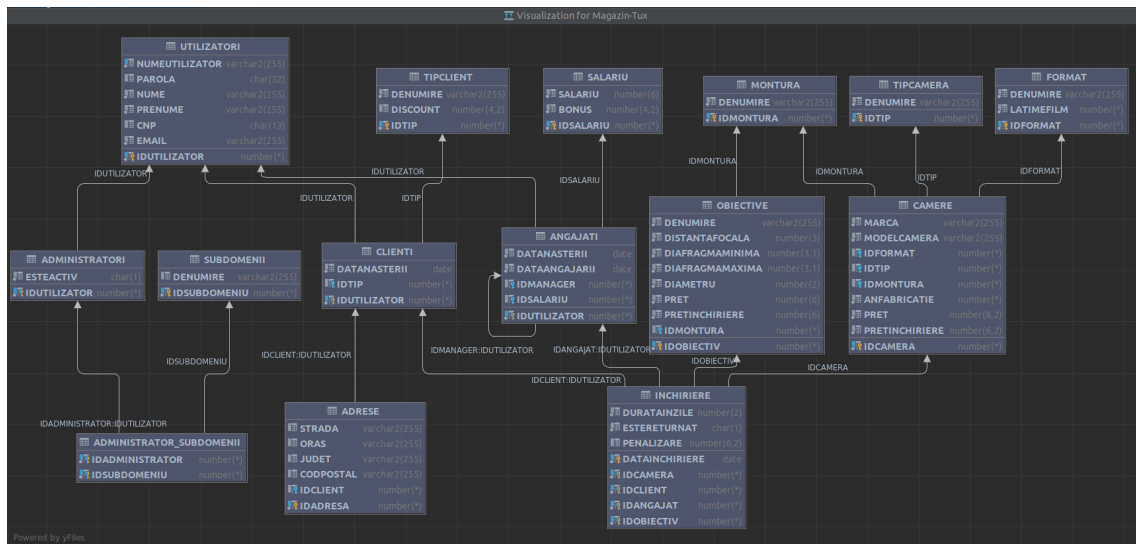 Visualization for Magazin-Tux
UTILIZATORI
NUMEUTILIZATOR varchar2(255)
PAROLA char(32)
NUME varchar2(255)
PRENUME varchar2(255)
CNP char(13)
EMAIL varchar2(255)
IDUTILIZATOR number(*)
TIPCLIENT
DENUMIRE varchar2(255)
DISCOUNT number(4,2)
IDTIP number(*)
SALARIU
SALARIU number(6)
BONUS number(4,2)
IDSALARIU number(*)
MONTURA
DENUMIRE varchar2(255)
IDMONTURA number(*)
TIPCAMERA
DENUMIRE varchar2(255)
IDTIP number(*)
FORMAT
DENUMIRE varchar2(255)
LATIMEFILM number(*)
IDFORMAT number(*)
IDUTILIZATOR
IDUTILIZATOR
IDUTILIZATOR
IDTIP
IDSALARIU
IDMONTURA
IDMONTURA
IDTIP
IDFORMAT
ADMINISTRATORI
ESTEACTIV char(1)
IDUTILIZATOR number(*)
SUBDOMENII
DENUMIRE varchar2(255)
IDSUBDOMENIU number(*)
CLIENTI
DATANASTERII date
IDTIP number(*)
IDUTILIZATOR number(*)
ANGAJATI
DATANASTERII date
DATAANGAJARII date
IDMANAGER number(*)
IDSALARIU number(*)
IDUTILIZATOR number(*)
OBIECTIVE
DENUMIRE varchar2(255)
DISTANTAFOCALA number(3)
DIAFRAGMAMINIMA number(3,1)
DIAFRAGMAMAXIMA number(3,1)
DIAMETRU number(2)
PRET number(6)
PRETINCHIRIERE number(6)
IDMONTURA number(*)
IDOBIECTIV number(*)
CAMERE
MARCA varchar2(255)
MODELCAMERA varchar2(255)
IDFORMAT number(*)
IDTIP number(*)
IDMONTURA number(*)
ANFABRICATIE number(*)
PRET number(8,2)
PRETINCHIRIERE number(6,2)
IDCAMERA number(*)
IDSUBDOMENIU
IDCLIENT:IDUTILIZATOR
IDMANAGER:IDUTILIZATOR
IDANGAJAT:IDUTILIZATOR
IDOBIECTIV
IDCAMERA
IDCLIENT:IDUTILIZATOR
IDADMINISTRATOR:IDUTILIZATOR
ADMINISTRATOR_SUBDOMENII
IDADMINISTRATOR number(*)
IDSUBDOMENIU number(*)
ADRESE
STRADA varchar2(255)
ORAS varchar2(255)
JUDET varchar2(255)
CODPOSTAL varchar2(255)
IDCLIENT number(*)
IDADRESA number(*)
INCHIRIERE
DURATAINZILE number(2)
ESTERETURNAT char(1)
PENALIZARE number(6,2)
DATAINCHIRIERE date
IDCAMERA number(*)
IDCLIENT number(*)
IDANGAJAT number(*)
IDOBIECTIV number(*)
Powered by yFiles